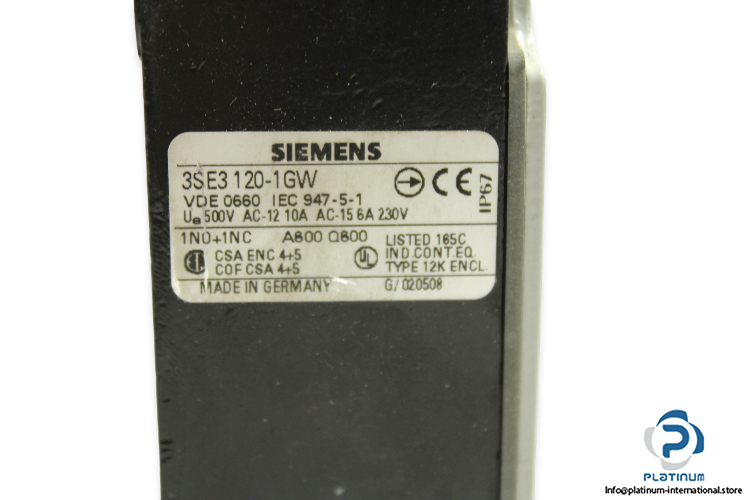 SIEMENS
3SE3 120-1GW
CE
IP67
VDE 0660 IEC 947-5-1
Ue 500V AC-12 10A AC-15 6A 230V
1NO+1NC A600 Q600
LISTED 165C
CSA ENC 4+5
IND.CONT.EQ.
COF CSA 4+5
TYPE 12K ENCL.
UL
MADE IN GERMANY
G/020508
PLATINUM
Info@platinum-international.store